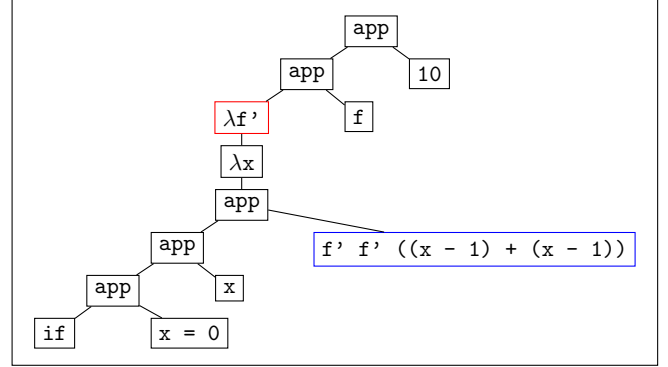 app
app
10
λf'
f
λx
app
app
f' f' ((x - 1) + (x - 1))
app
x
if
x = 0